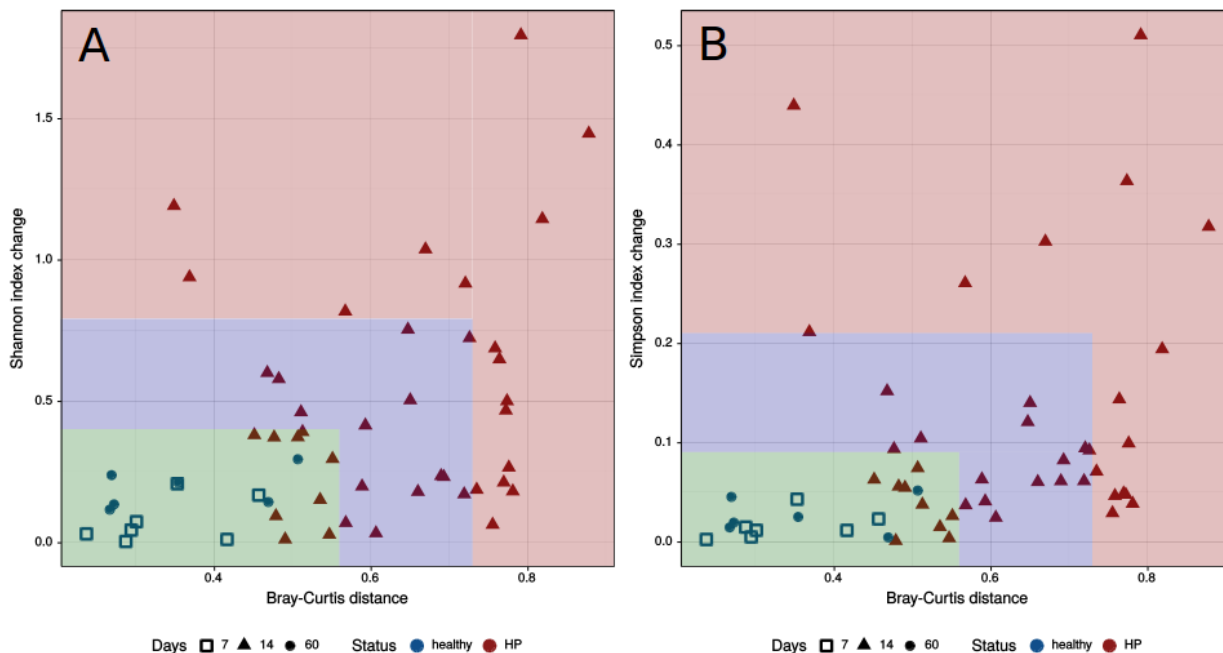 A
B
Shannon index change
1.5
1.0
0.5
0.0
0.4
0.6
0.8
Bray-Curtis distance
Simpson index change
0.5
0.4
0.3
0.2
0.1
0.0
0.4
0.6
0.8
Bray-Curtis distance
Days 7 14 60 Status healthy HP
Days 7 14 60 Status healthy HP